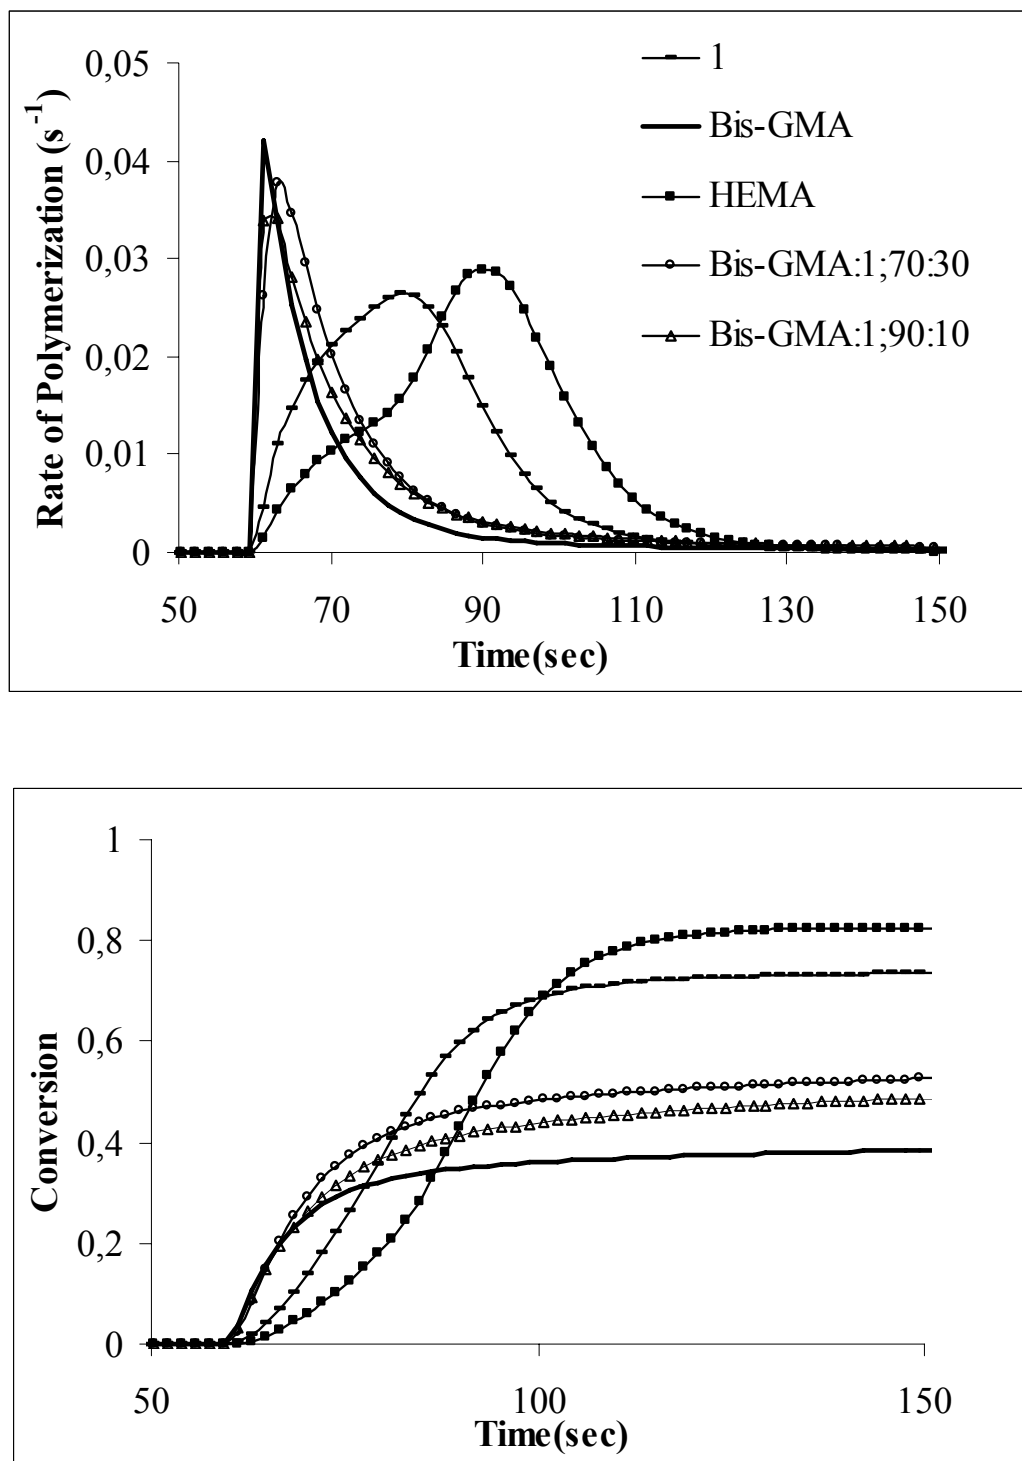 0,05
0,04
0,03
0,02
0,01
0
Rate of Polymerization (s⁻¹)
1
Bis-GMA
HEMA
Bis-GMA:1;70:30
Bis-GMA:1;90:10
50 70 90 110 130 150
Time(sec)
1
0,8
0,6
0,4
0,2
0
Conversion
50 100 150
Time(sec)